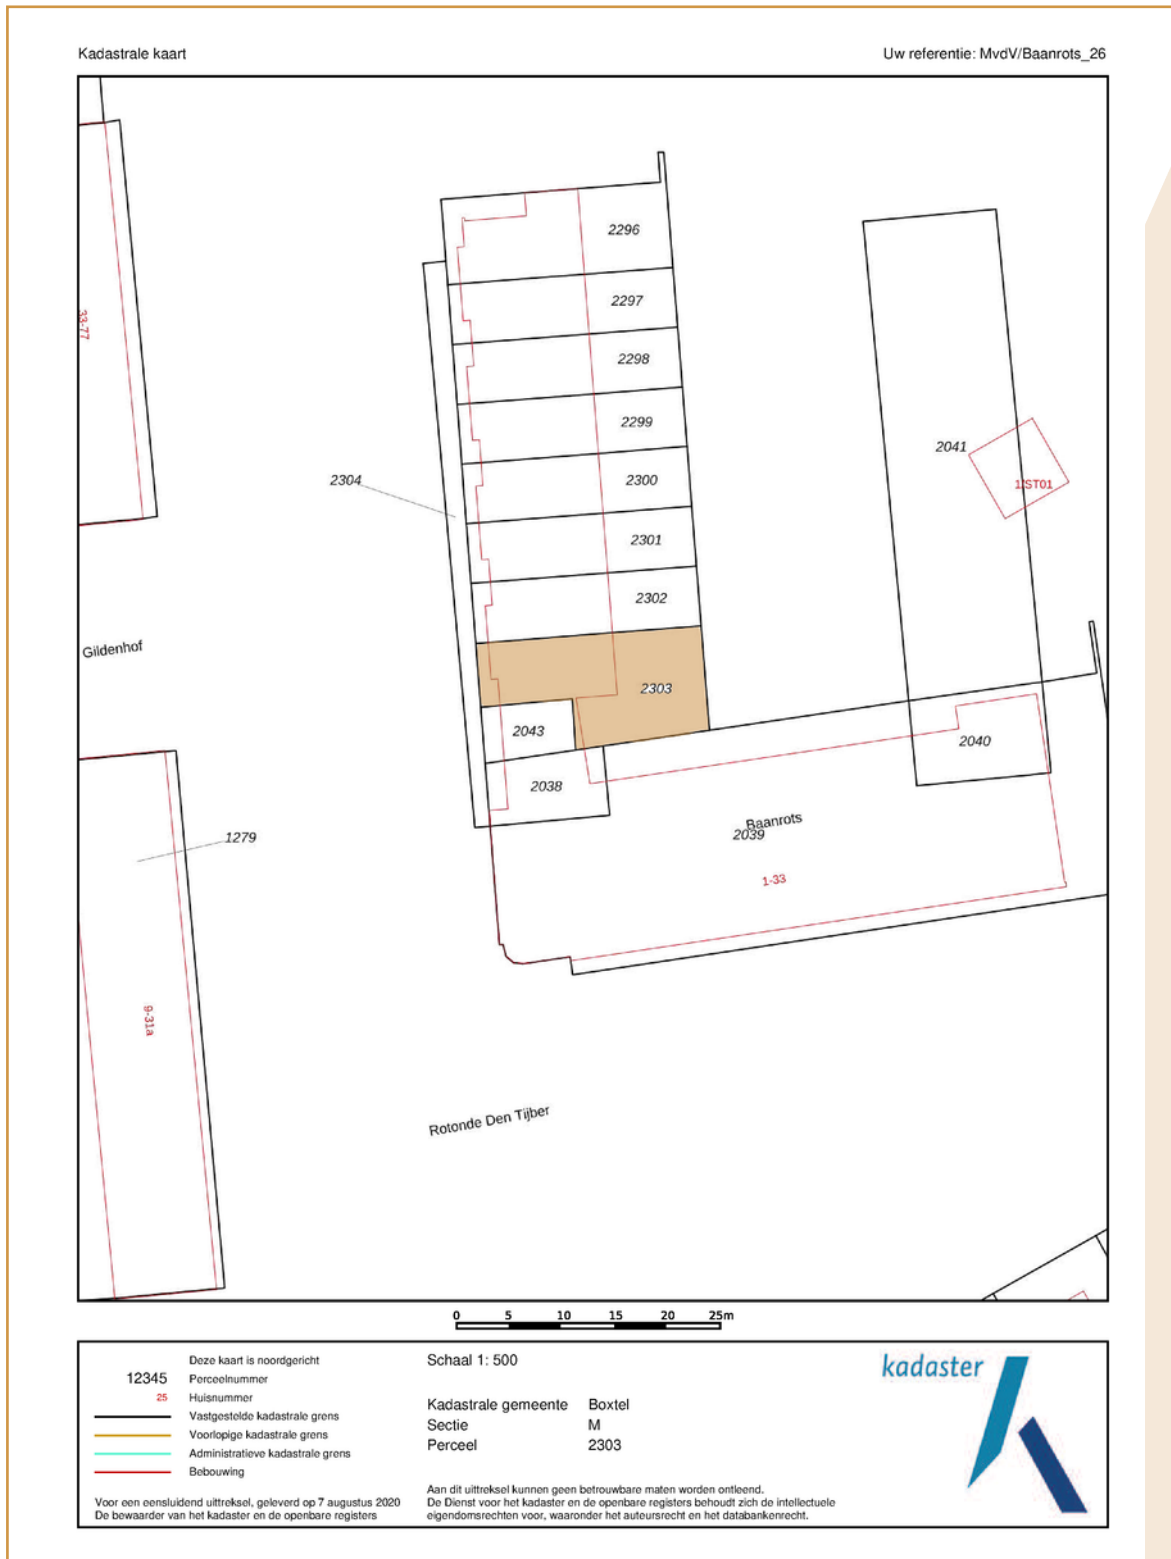 Kadastrale kaart
Uw referentie: MvdV/Baanrots_26
2296
2297
33-77
2298
2299
2041
2304
2300
1/ST01
2301
2302
Gildenhof
2303
2043
2040
2038
Baanrots
2039
1279
1-33
9-31a
Rotonde Den Tijber
0 5 10 15 20 25m
Deze kaart is noordgericht
12345 Perceelnummer
25 Huisnummer
Vastgestelde kadastrale grens
Voorlopige kadastrale grens
Administratieve kadastrale grens
Bebouwing
Voor een eensluidend uittreksel, geleverd op 7 augustus 2020
De bewaarder van het kadaster en de openbare registers
Schaal 1: 500
Kadastrale gemeente Boxtel
Sectie M
Perceel 2303
Aan dit uittreksel kunnen geen betrouwbare maten worden ontleend.
De Dienst voor het kadaster en de openbare registers behoudt zich de intellectuele
eigendomsrechten voor, waaronder het auteursrecht en het databankenrecht.
kadaster